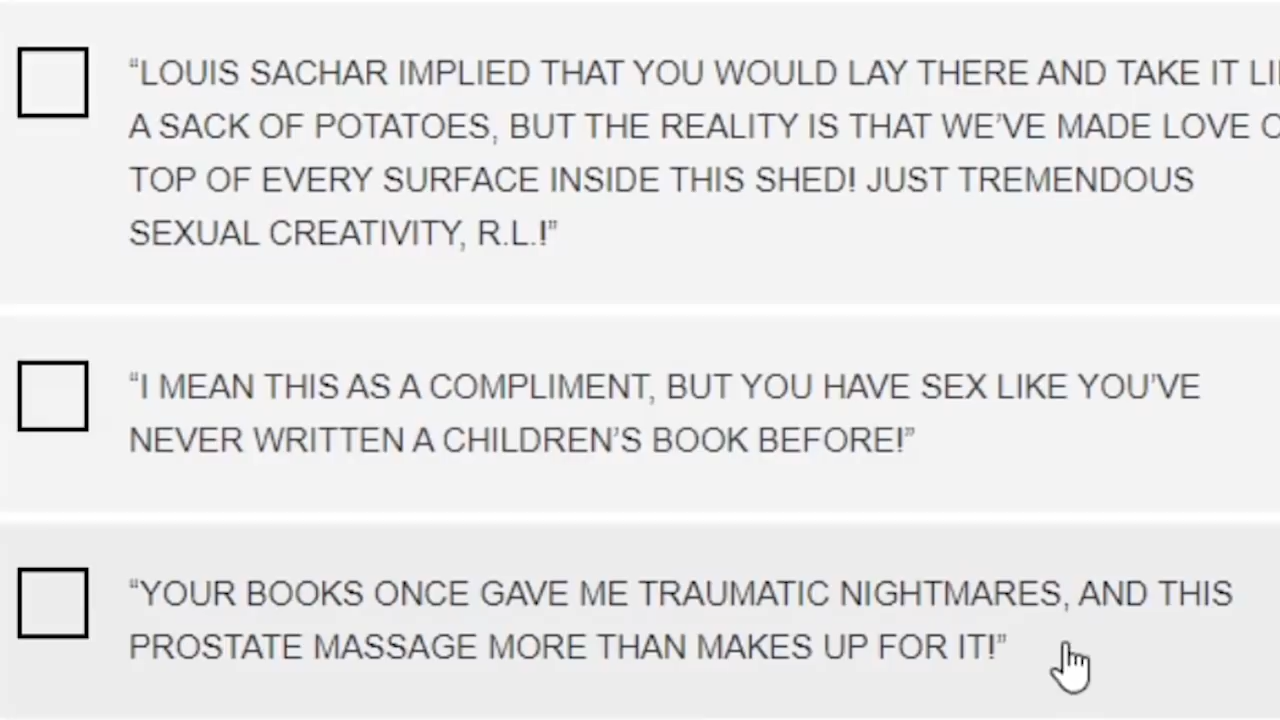 “LOUIS SACHAR IMPLIED THAT YOU WOULD LAY THERE AND TAKE IT
A SACK OF POTATOES, BUT THE REALITY IS THAT WE’VE MADE LOVE
TOP OF EVERY SURFACE INSIDE THIS SHED! JUST TREMENDOUS
SEXUAL CREATIVITY, R.L.!”
“I MEAN THIS AS A COMPLIMENT, BUT YOU HAVE SEX LIKE YOU’VE
NEVER WRITTEN A CHILDREN’S BOOK BEFORE!”
“YOUR BOOKS ONCE GAVE ME TRAUMATIC NIGHTMARES, AND THIS
PROSTATE MASSAGE MORE THAN MAKES UP FOR IT!”